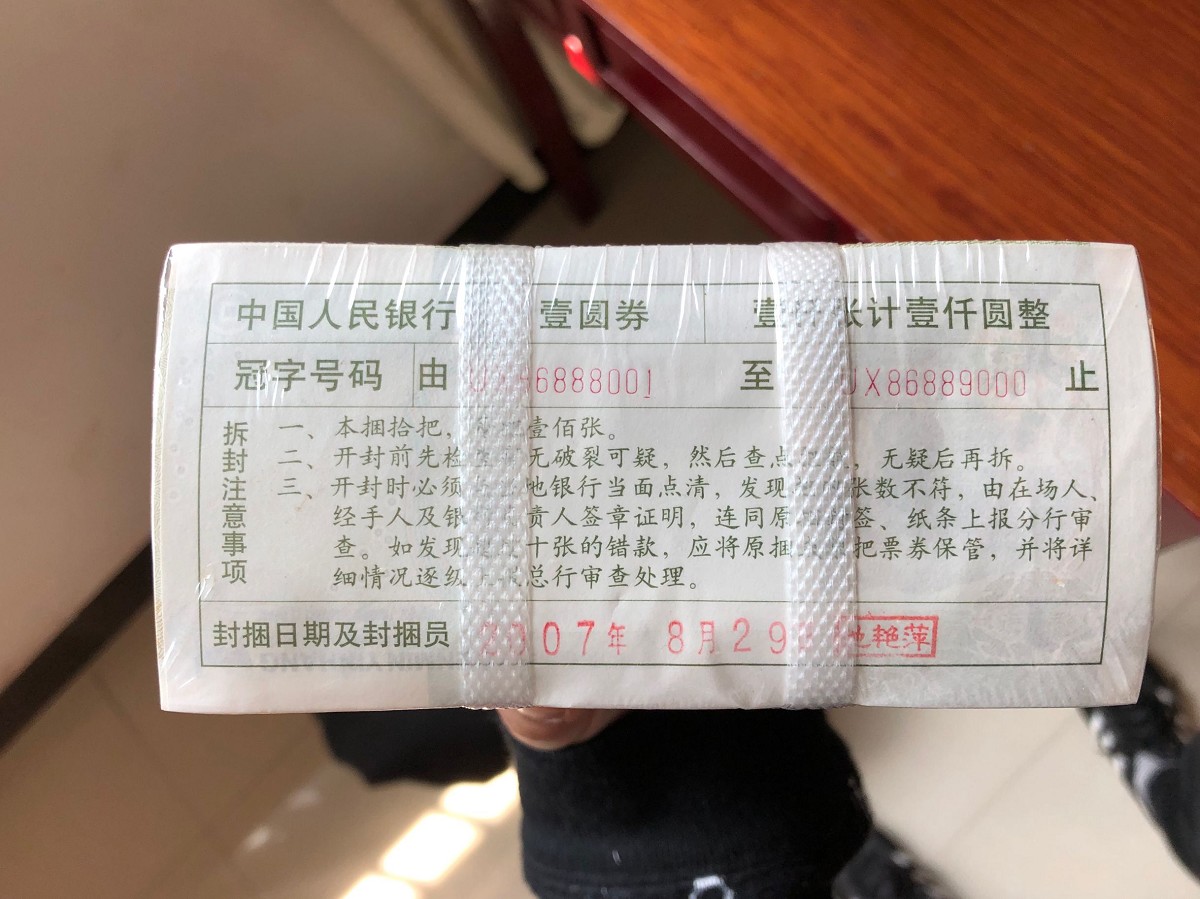 中国人民银行 壹圆券 壹仟张计壹仟圆整
冠字号码 由 6888001 至 JX86889000 止
拆封注意事项
一、本捆拾把，壹佰张。
二、开封前先检 无破裂可疑，然后查点 ，无疑后再拆。
三、开封时必须 地银行当面点清，发现 张数不符，由在场人、
经手人及银 责人签章证明，连同原 签、纸条上报分行审
查。如发现 十张的错款，应将原捆 把票券保管，并将详
细情况逐级 总行审查处理。
封捆日期及封捆员 2007年 8月29 艳萍